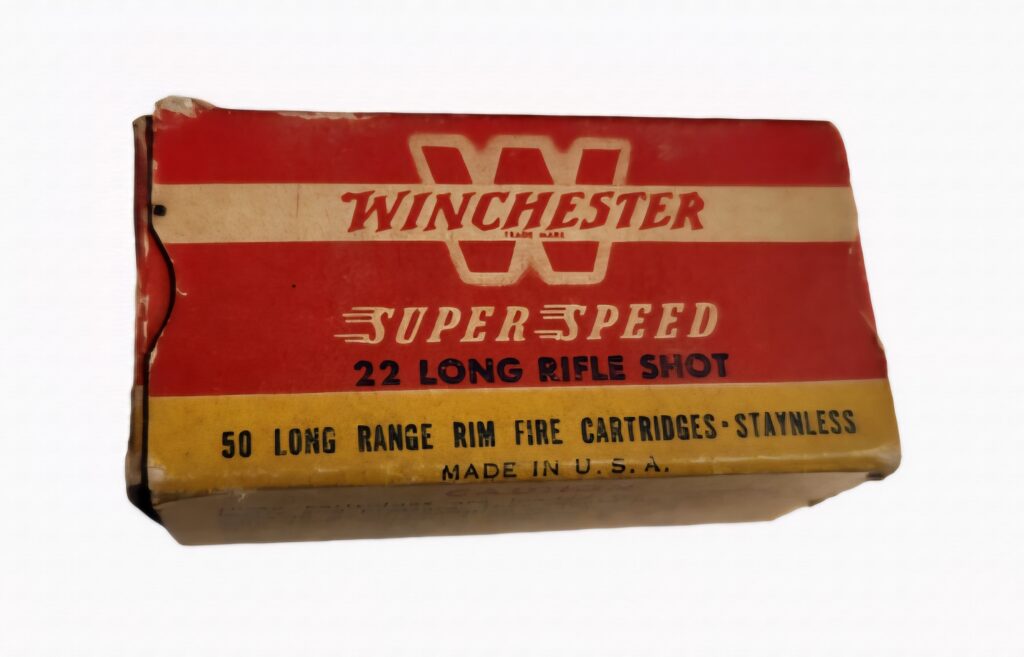 W
WINCHESTER
TRADE MARK
SUPER SPEED
22 LONG RIFLE SHOT
50 LONG RANGE RIM FIRE CARTRIDGES · STAYNLESS
MADE IN U. S. A.